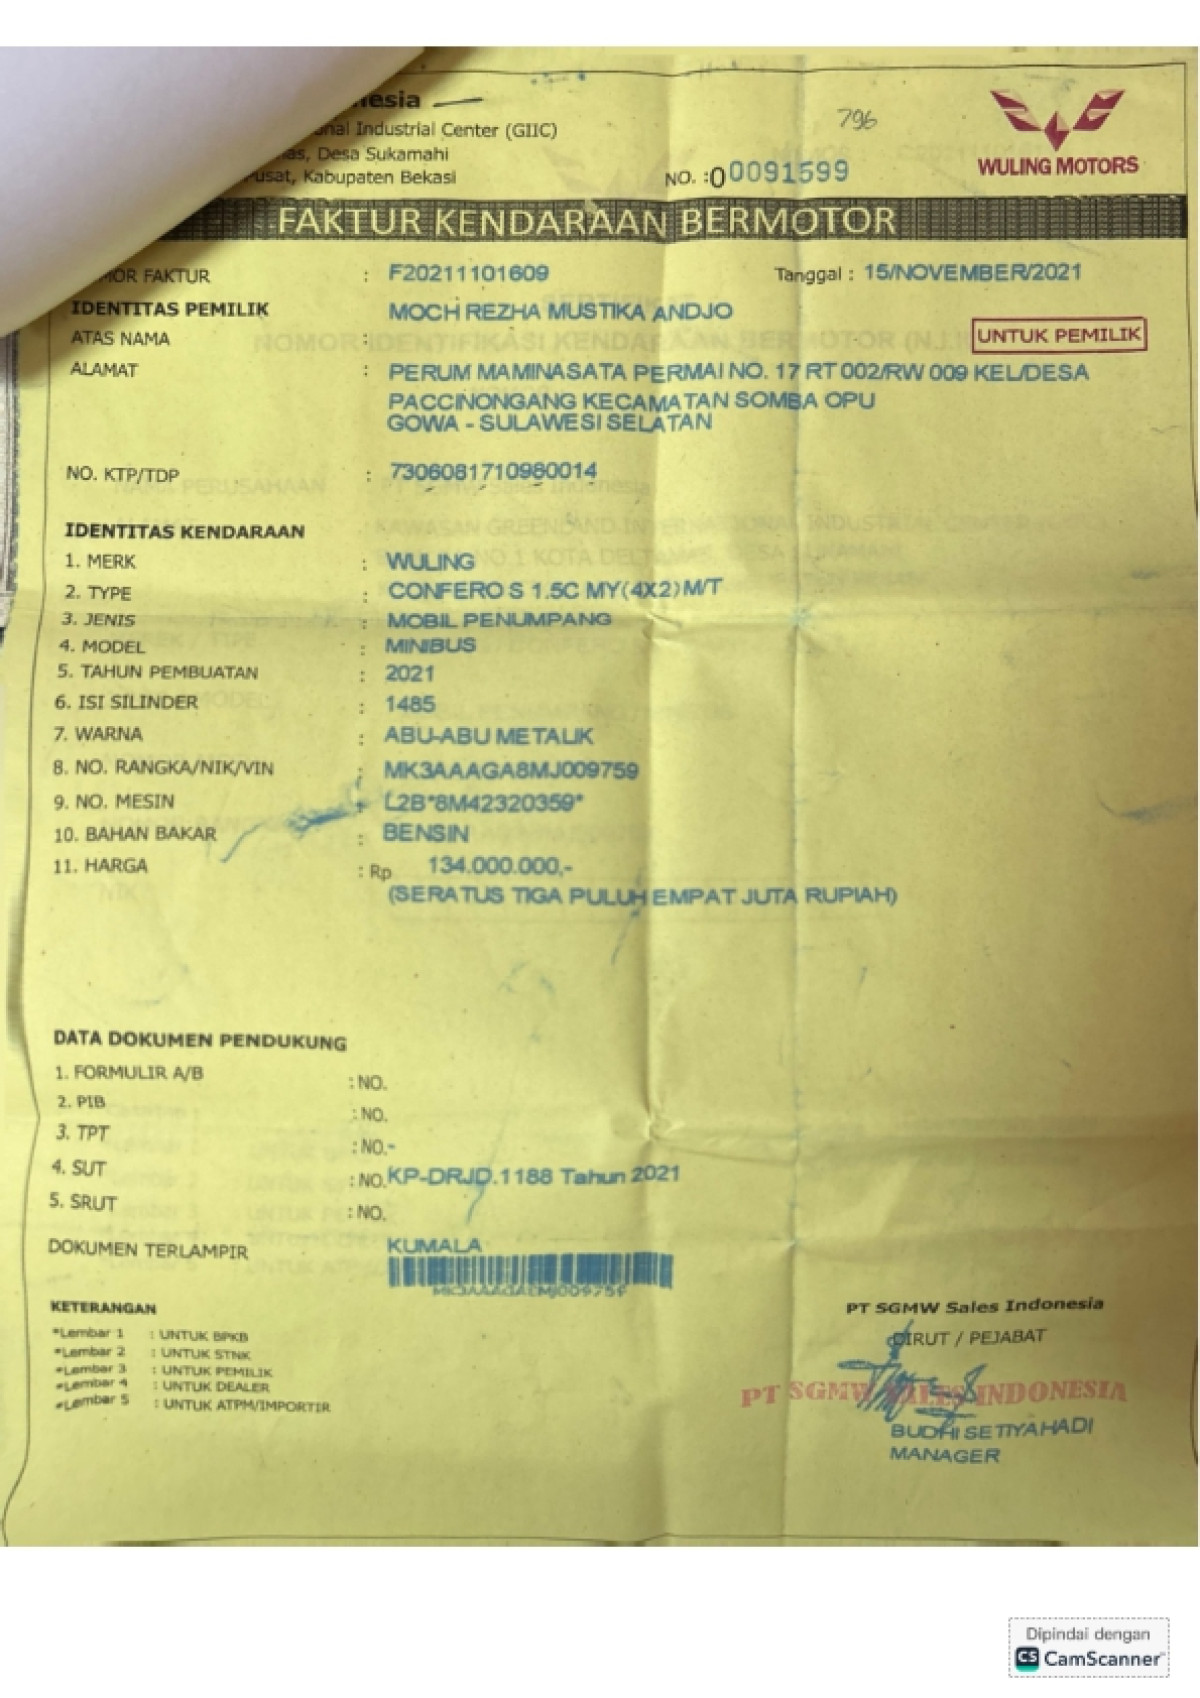 nesia
nal Industrial Center (GIIC)
as, Desa Sukamahi
Pusat, Kabupaten Bekasi
796
NO. :00091599
WULING MOTORS
FAKTUR KENDARAAN BERMOTOR
MOR FAKTUR : F20211101609 Tanggal : 15/NOVEMBER/2021
IDENTITAS PEMILIK MOCH REZHA MUSTIKA ANDJO
ATAS NAMA :
UNTUK PEMILIK
ALAMAT : PERUM MAMINASATA PERMAI NO. 17 RT 002/RW 009 KEL/DESA
PACCINONGANG KECAMATAN SOMBA OPU
GOWA - SULAWESI SELATAN
NO. KTP/TDP : 7306081710980014
IDENTITAS KENDARAAN
1. MERK : WULING
2. TYPE : CONFERO S 1.5C MY(4X2) M/T
3. JENIS : MOBIL PENUMPANG
4. MODEL : MINIBUS
5. TAHUN PEMBUATAN : 2021
6. ISI SILINDER : 1485
7. WARNA : ABU-ABU METALIK
8. NO. RANGKA/NIK/VIN : MK3AAAGA8MJ009759
9. NO. MESIN : L2B*8M42320359*
10. BAHAN BAKAR : BENSIN
11. HARGA : Rp 134.000.000,-
(SERATUS TIGA PULUH EMPAT JUTA RUPIAH)
DATA DOKUMEN PENDUKUNG
1. FORMULIR A/B : NO.
2. PIB : NO.
3. TPT : NO.-
4. SUT : NO. KP-DRJD.1188 Tahun 2021
5. SRUT : NO.
DOKUMEN TERLAMPIR KUMALA
MK3AAAGA8MJ009759
KETERANGAN
*Lembar 1 : UNTUK BPKB
*Lembar 2 : UNTUK STNK
*Lembar 3 : UNTUK PEMILIK
*Lembar 4 : UNTUK DEALER
*Lembar 5 : UNTUK ATPM/IMPORTIR
PT SGMW Sales Indonesia
DIRUT / PEJABAT
PT SGMW SALES INDONESIA
BUDHI SETIYAHADI
MANAGER
Dipindai dengan
CS CamScanner